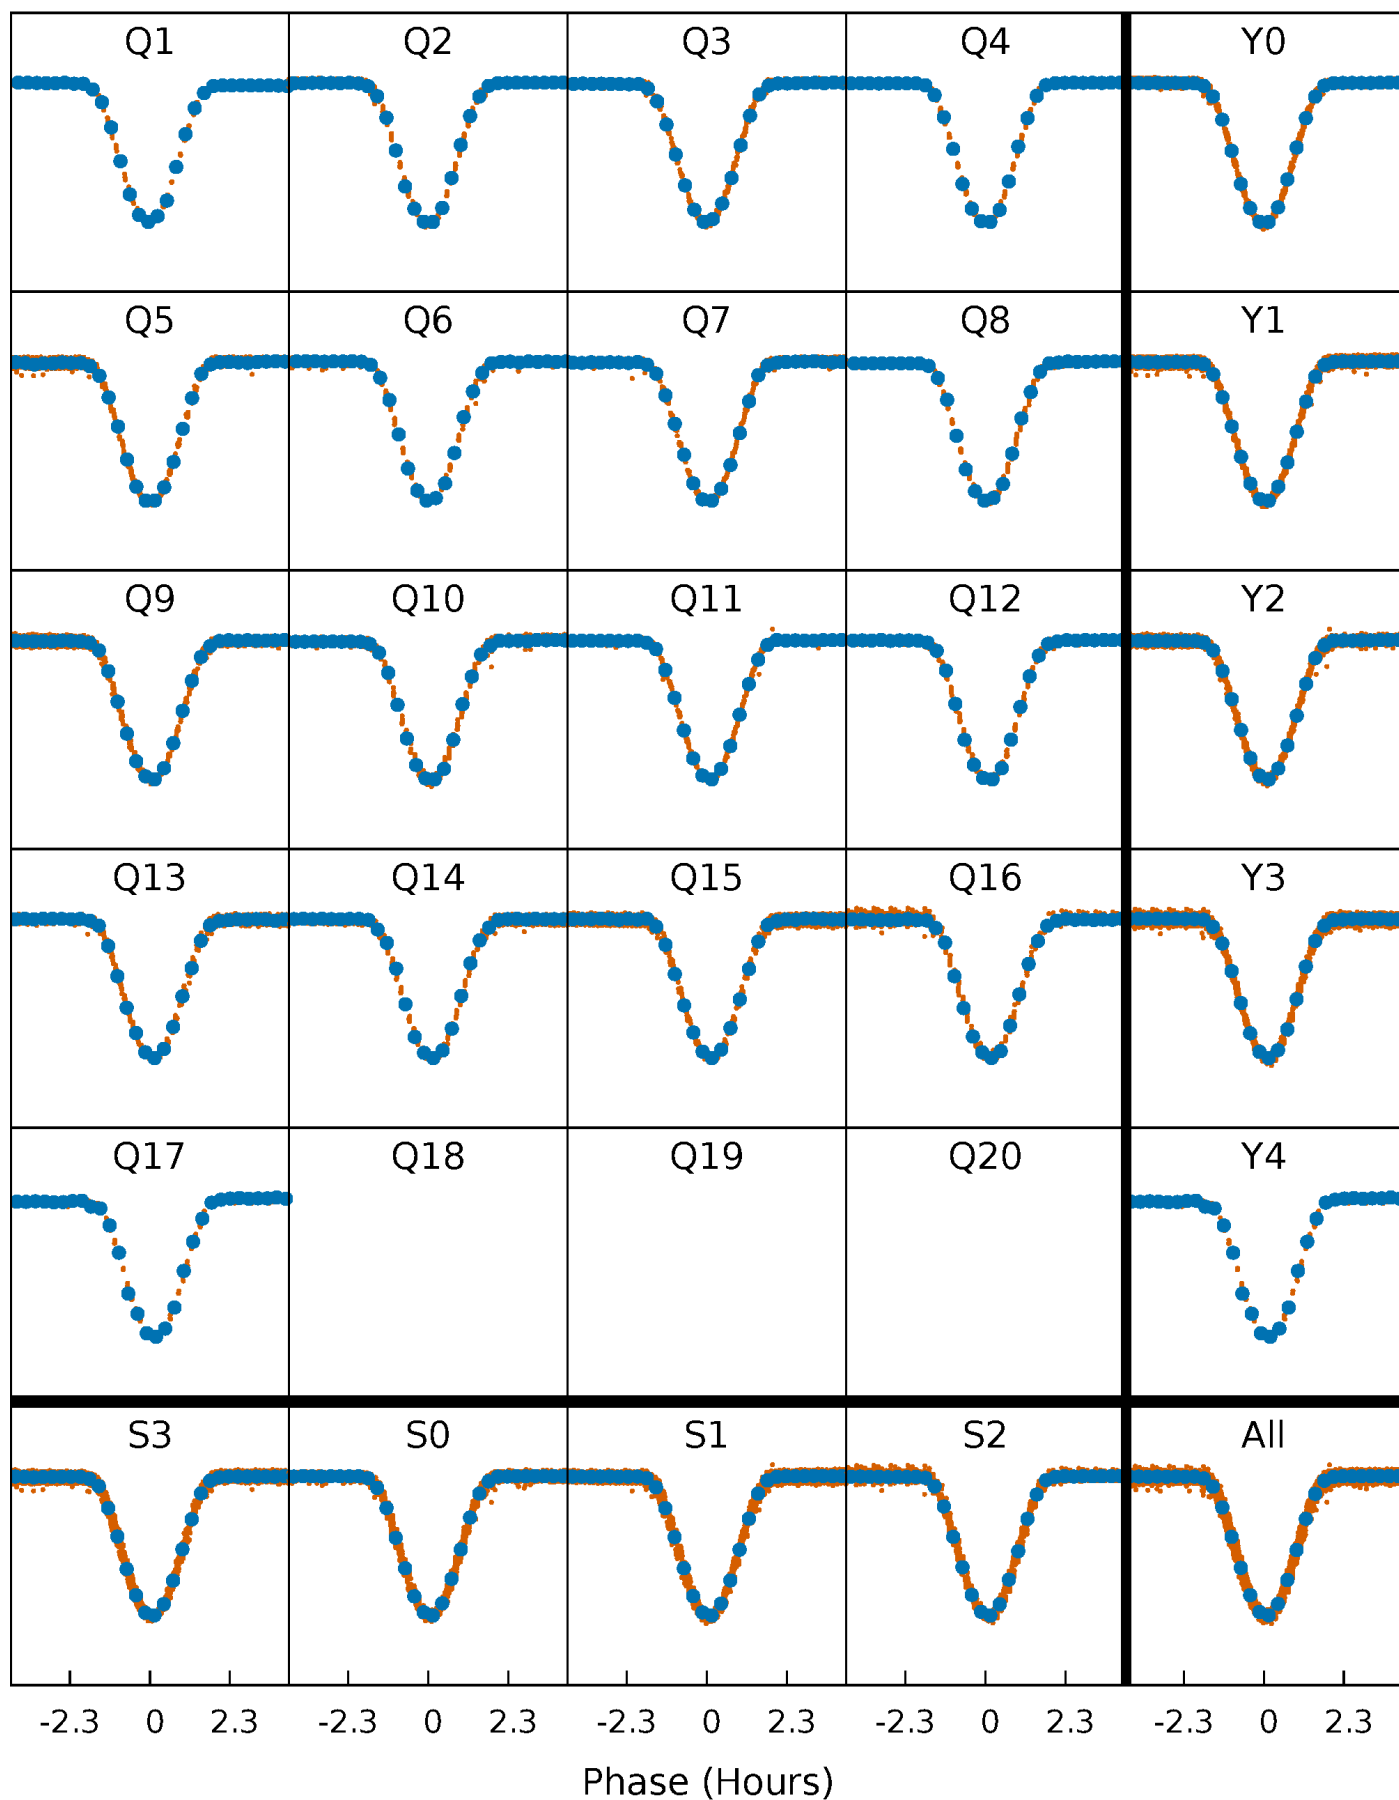 Q1 Q2 Q3 Q4 Y0
Q5 Q6 Q7 Q8 Y1
Q9 Q10 Q11 Q12 Y2
Q13 Q14 Q15 Q16 Y3
Q17 Q18 Q19 Q20 Y4
S3 S0 S1 S2 All
-2.3 0 2.3 -2.3 0 2.3 -2.3 0 2.3 -2.3 0 2.3 -2.3 0 2.3
Phase (Hours)